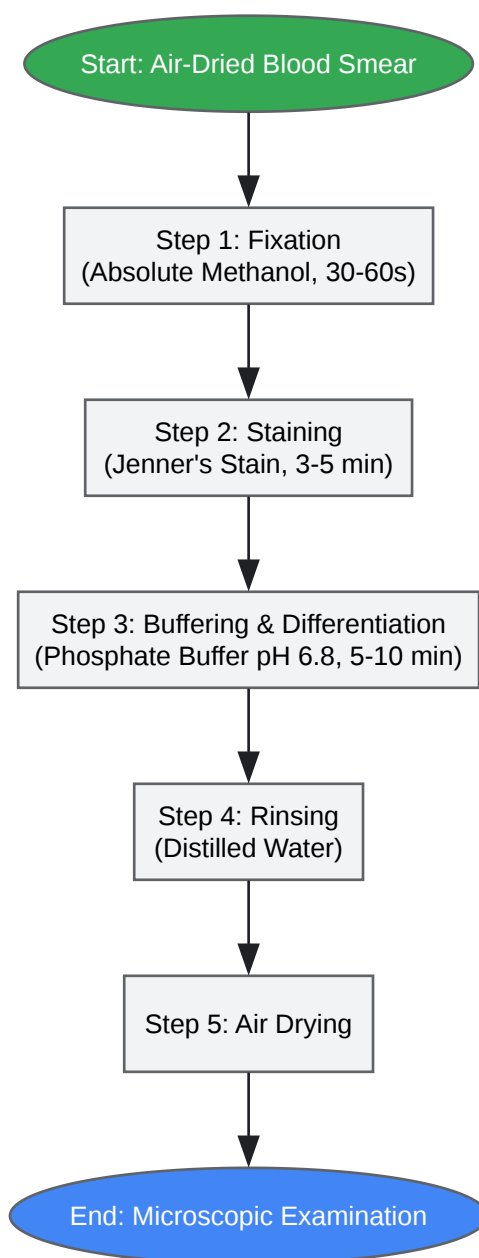 Start: Air-Dried Blood Smear
Step 1: Fixation
(Absolute Methanol, 30-60s)
Step 2: Staining
(Jenner's Stain, 3-5 min)
Step 3: Buffering & Differentiation
(Phosphate Buffer pH 6.8, 5-10 min)
Step 4: Rinsing
(Distilled Water)
Step 5: Air Drying
End: Microscopic Examination